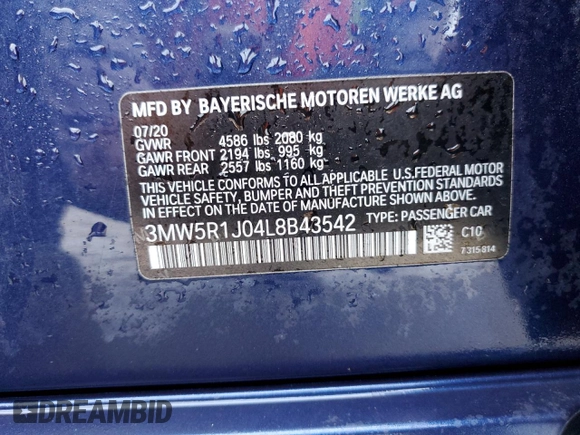 MFD BY BAYERISCHE MOTOREN WERKE AG
07/20
GVWR 4586 lbs 2080 kg
GAWR FRONT 2194 lbs 995 kg
GAWR REAR 2557 lbs 1160 kg
THIS VEHICLE CONFORMS TO ALL APPLICABLE U.S.FEDERAL MOTOR
VEHICLE SAFETY, BUMPER, AND THEFT PREVENTION STANDARDS
IN EFFECT ON THE DATE OF MANUFACTURE SHOWN ABOVE.
3MW5R1J04L8B43542 TYPE: PASSENGER CAR
C10
7315814
DREAMBID